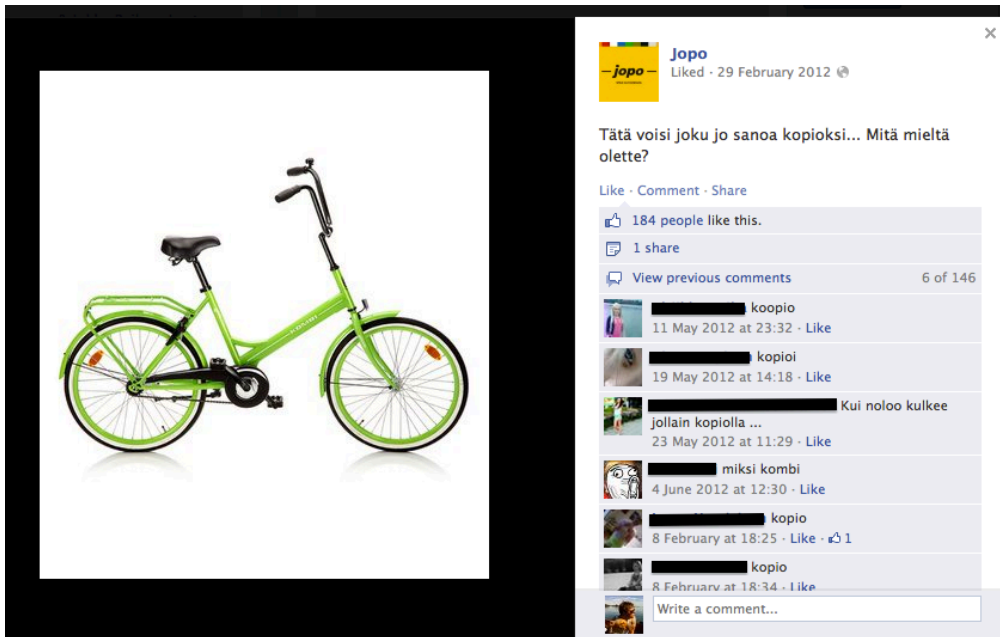 KOMBI
jopo
Jopo
Liked · 29 February 2012
Tätä voisi joku jo sanoa kopioksi... Mitä mieltä
olette?
Like · Comment · Share
184 people like this.
1 share
View previous comments 6 of 146
koopio
11 May 2012 at 23:32 · Like
kopioi
19 May 2012 at 14:18 · Like
Kui noloo kulkee
jollain kopiolla ...
23 May 2012 at 11:29 · Like
miksi kombi
4 June 2012 at 12:30 · Like
kopio
8 February at 18:25 · Like · 1
kopio
8 February at 18:34 · Like
Write a comment...